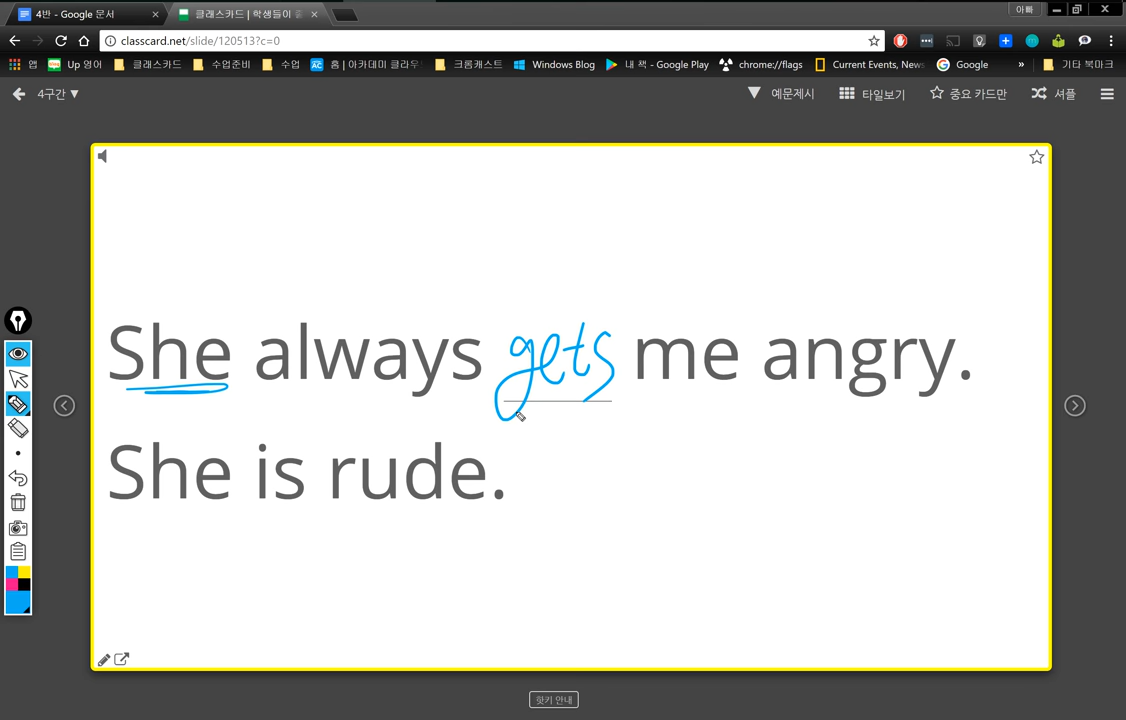 4반 - Google 문서
클래스카드 | 학생들이 즐
아빠
classcard.net/slide/120513?c=0
앱 Up 영어 클래스카드 수업준비 수업 홈 | 아카데미 클라우 크롬캐스트 Windows Blog 내 책 - Google Play chrome://flags Current Events, News Google » 기타 북마크
4구간 ▼ ▼ 예문제시 타일보기 중요 카드만 셔플
She always gets me angry.
She is rude.
핫키 안내